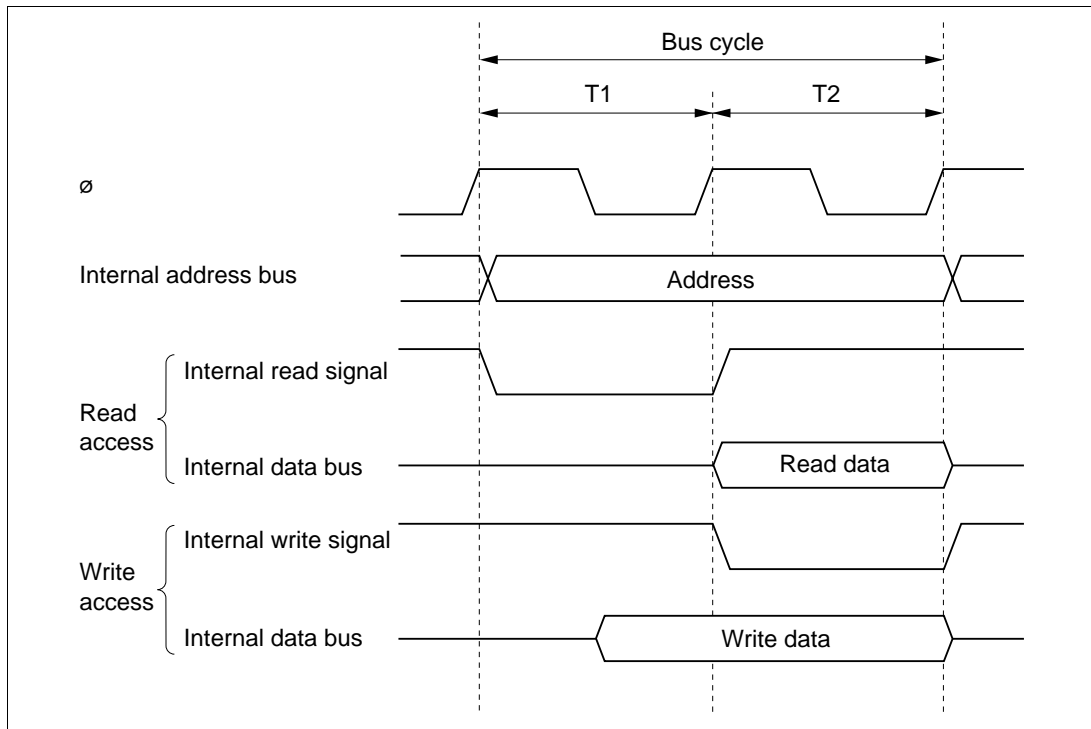 Bus cycle
T1
T2
ø
Internal address bus
Address
Internal read signal
Read
access
Internal data bus
Read data
Internal write signal
Write
access
Internal data bus
Write data